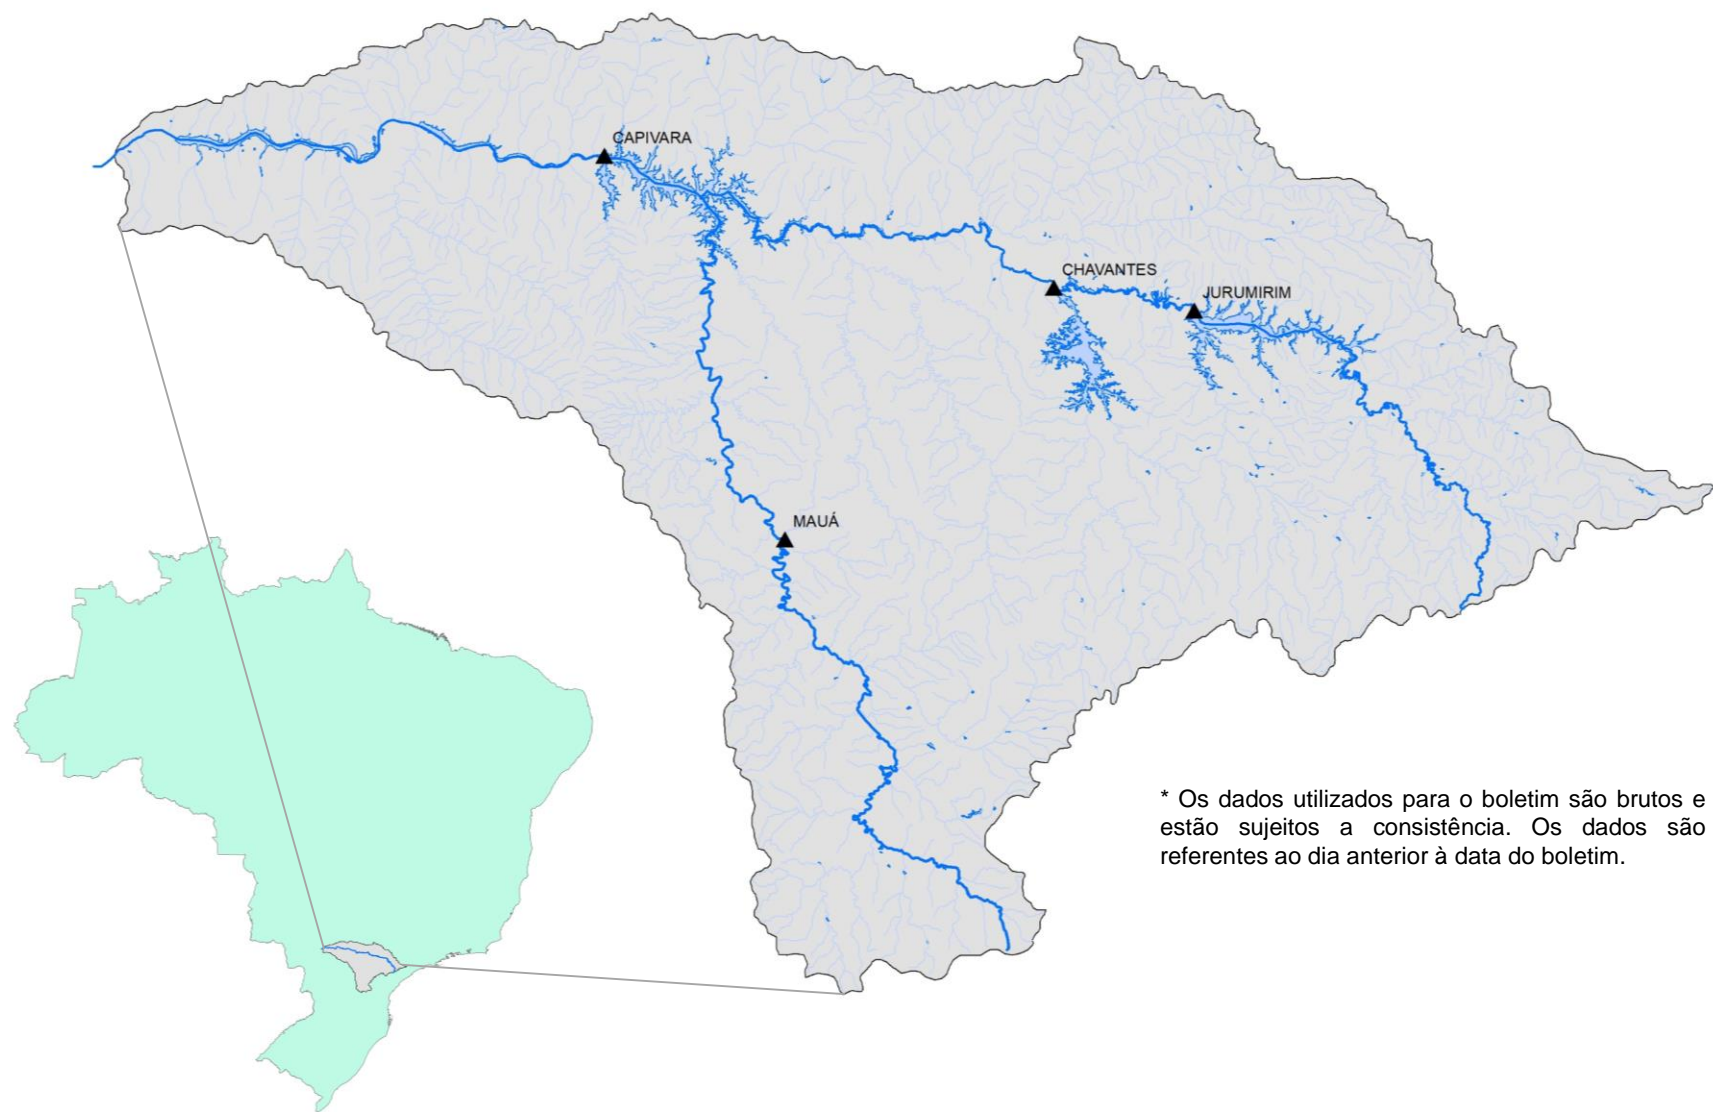 CAPIVARA
CHAVANTES
JURUMIRIM
MAUÁ
* Os dados utilizados para o boletim são brutos e
estão sujeitos a consistência. Os dados são
referentes ao dia anterior à data do boletim.